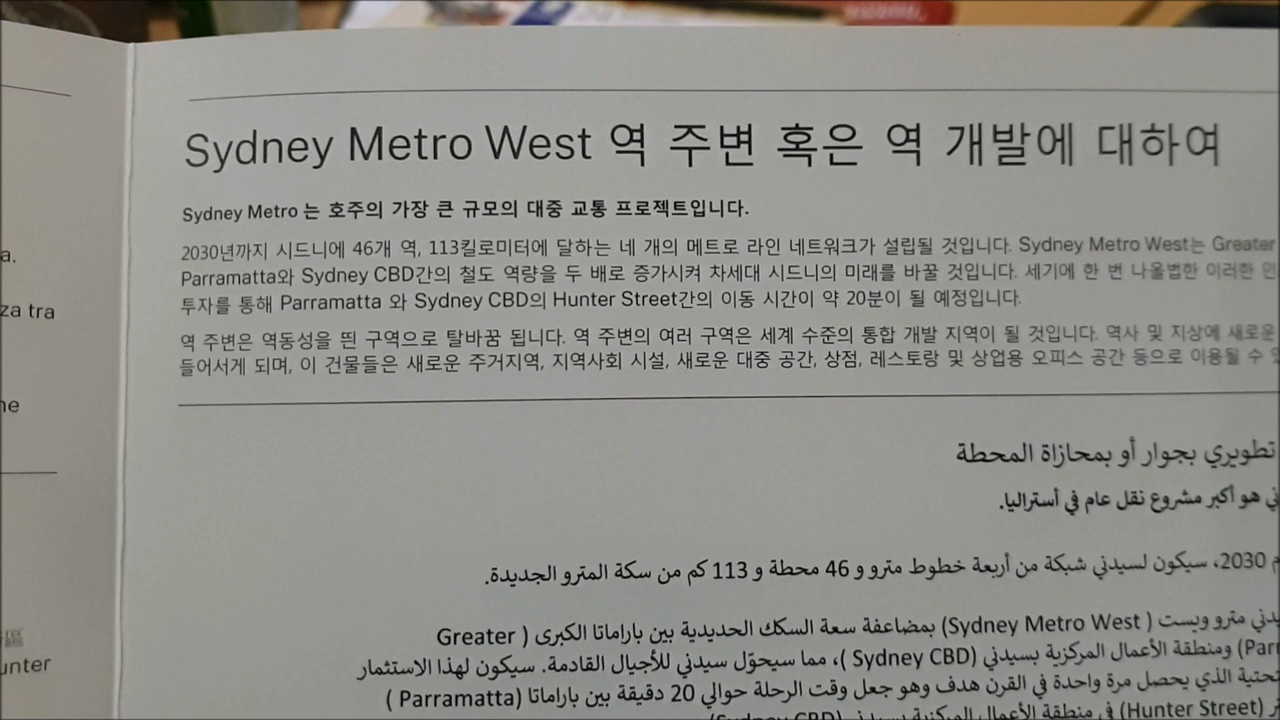 a.
za tra
ne
unter
Sydney Metro West 역 주변 혹은 역 개발에 대하여
Sydney Metro 는 호주의 가장 큰 규모의 대중 교통 프로젝트입니다.
2030년까지 시드니에 46개 역, 113킬로미터에 달하는 네 개의 메트로 라인 네트워크가 설립될 것입니다. Sydney Metro West는 Greater
Parramatta와 Sydney CBD간의 철도 역량을 두 배로 증가시켜 차세대 시드니의 미래를 바꿀 것입니다. 세기에 한 번 나올법한 이러한
투자를 통해 Parramatta 와 Sydney CBD의 Hunter Street간의 이동 시간이 약 20분이 될 예정입니다.
역 주변은 역동성을 띈 구역으로 탈바꿈 됩니다. 역 주변의 여러 구역은 세계 수준의 통합 개발 지역이 될 것입니다. 역사 및 지상에 새로운
들어서게 되며, 이 건물들은 새로운 주거지역, 지역사회 시설, 새로운 대중 공간, 상점, 레스토랑 및 상업용 오피스 공간 등으로 이용될 수
تطويري بجوار أو بمحازاة المحطة
ني هو أكبر مشروع نقل عام في أستراليا.
2030، سيكون لسيدني شبكة من أربعة خطوط مترو و 46 محطة و 113 كم من سكة المترو الجديدة.
يدني مترو ويست ( Sydney Metro West) بمضاعفة سعة السكك الحديدية بين باراماتا الكبرى ( Greater
Parr) ومنطقة الأعمال المركزية بسيدني (Sydney CBD )، مما سيحوّل سيدني للأجيال القادمة. سيكون لهذا الاستثمار
تحتية الذي يحصل مرة واحدة في القرن هدف وهو جعل وقت الرحلة حوالي 20 دقيقة بين باراماتا (Parramatta )
(Hunter Street) في منطقة الأعمال المركزية بسيدني (Sydney CBD)